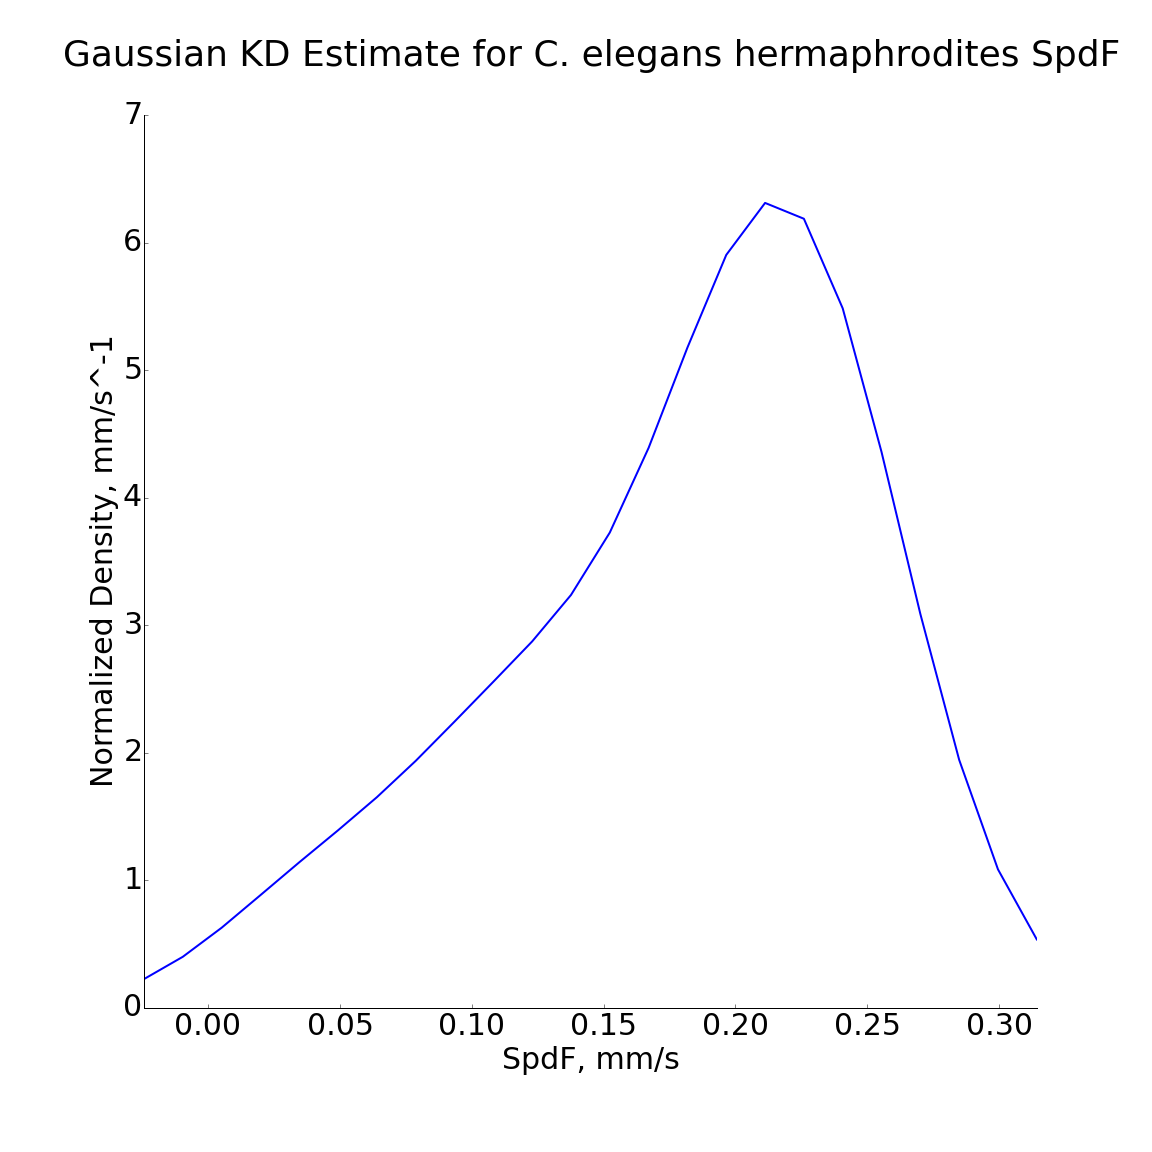 Gaussian KD Estimate for C. elegans hermaphrodites SpdF
7
6
5
4
3
2
1
0
Normalized Density, mm/s^-1
0.00 0.05 0.10 0.15 0.20 0.25 0.30
SpdF, mm/s